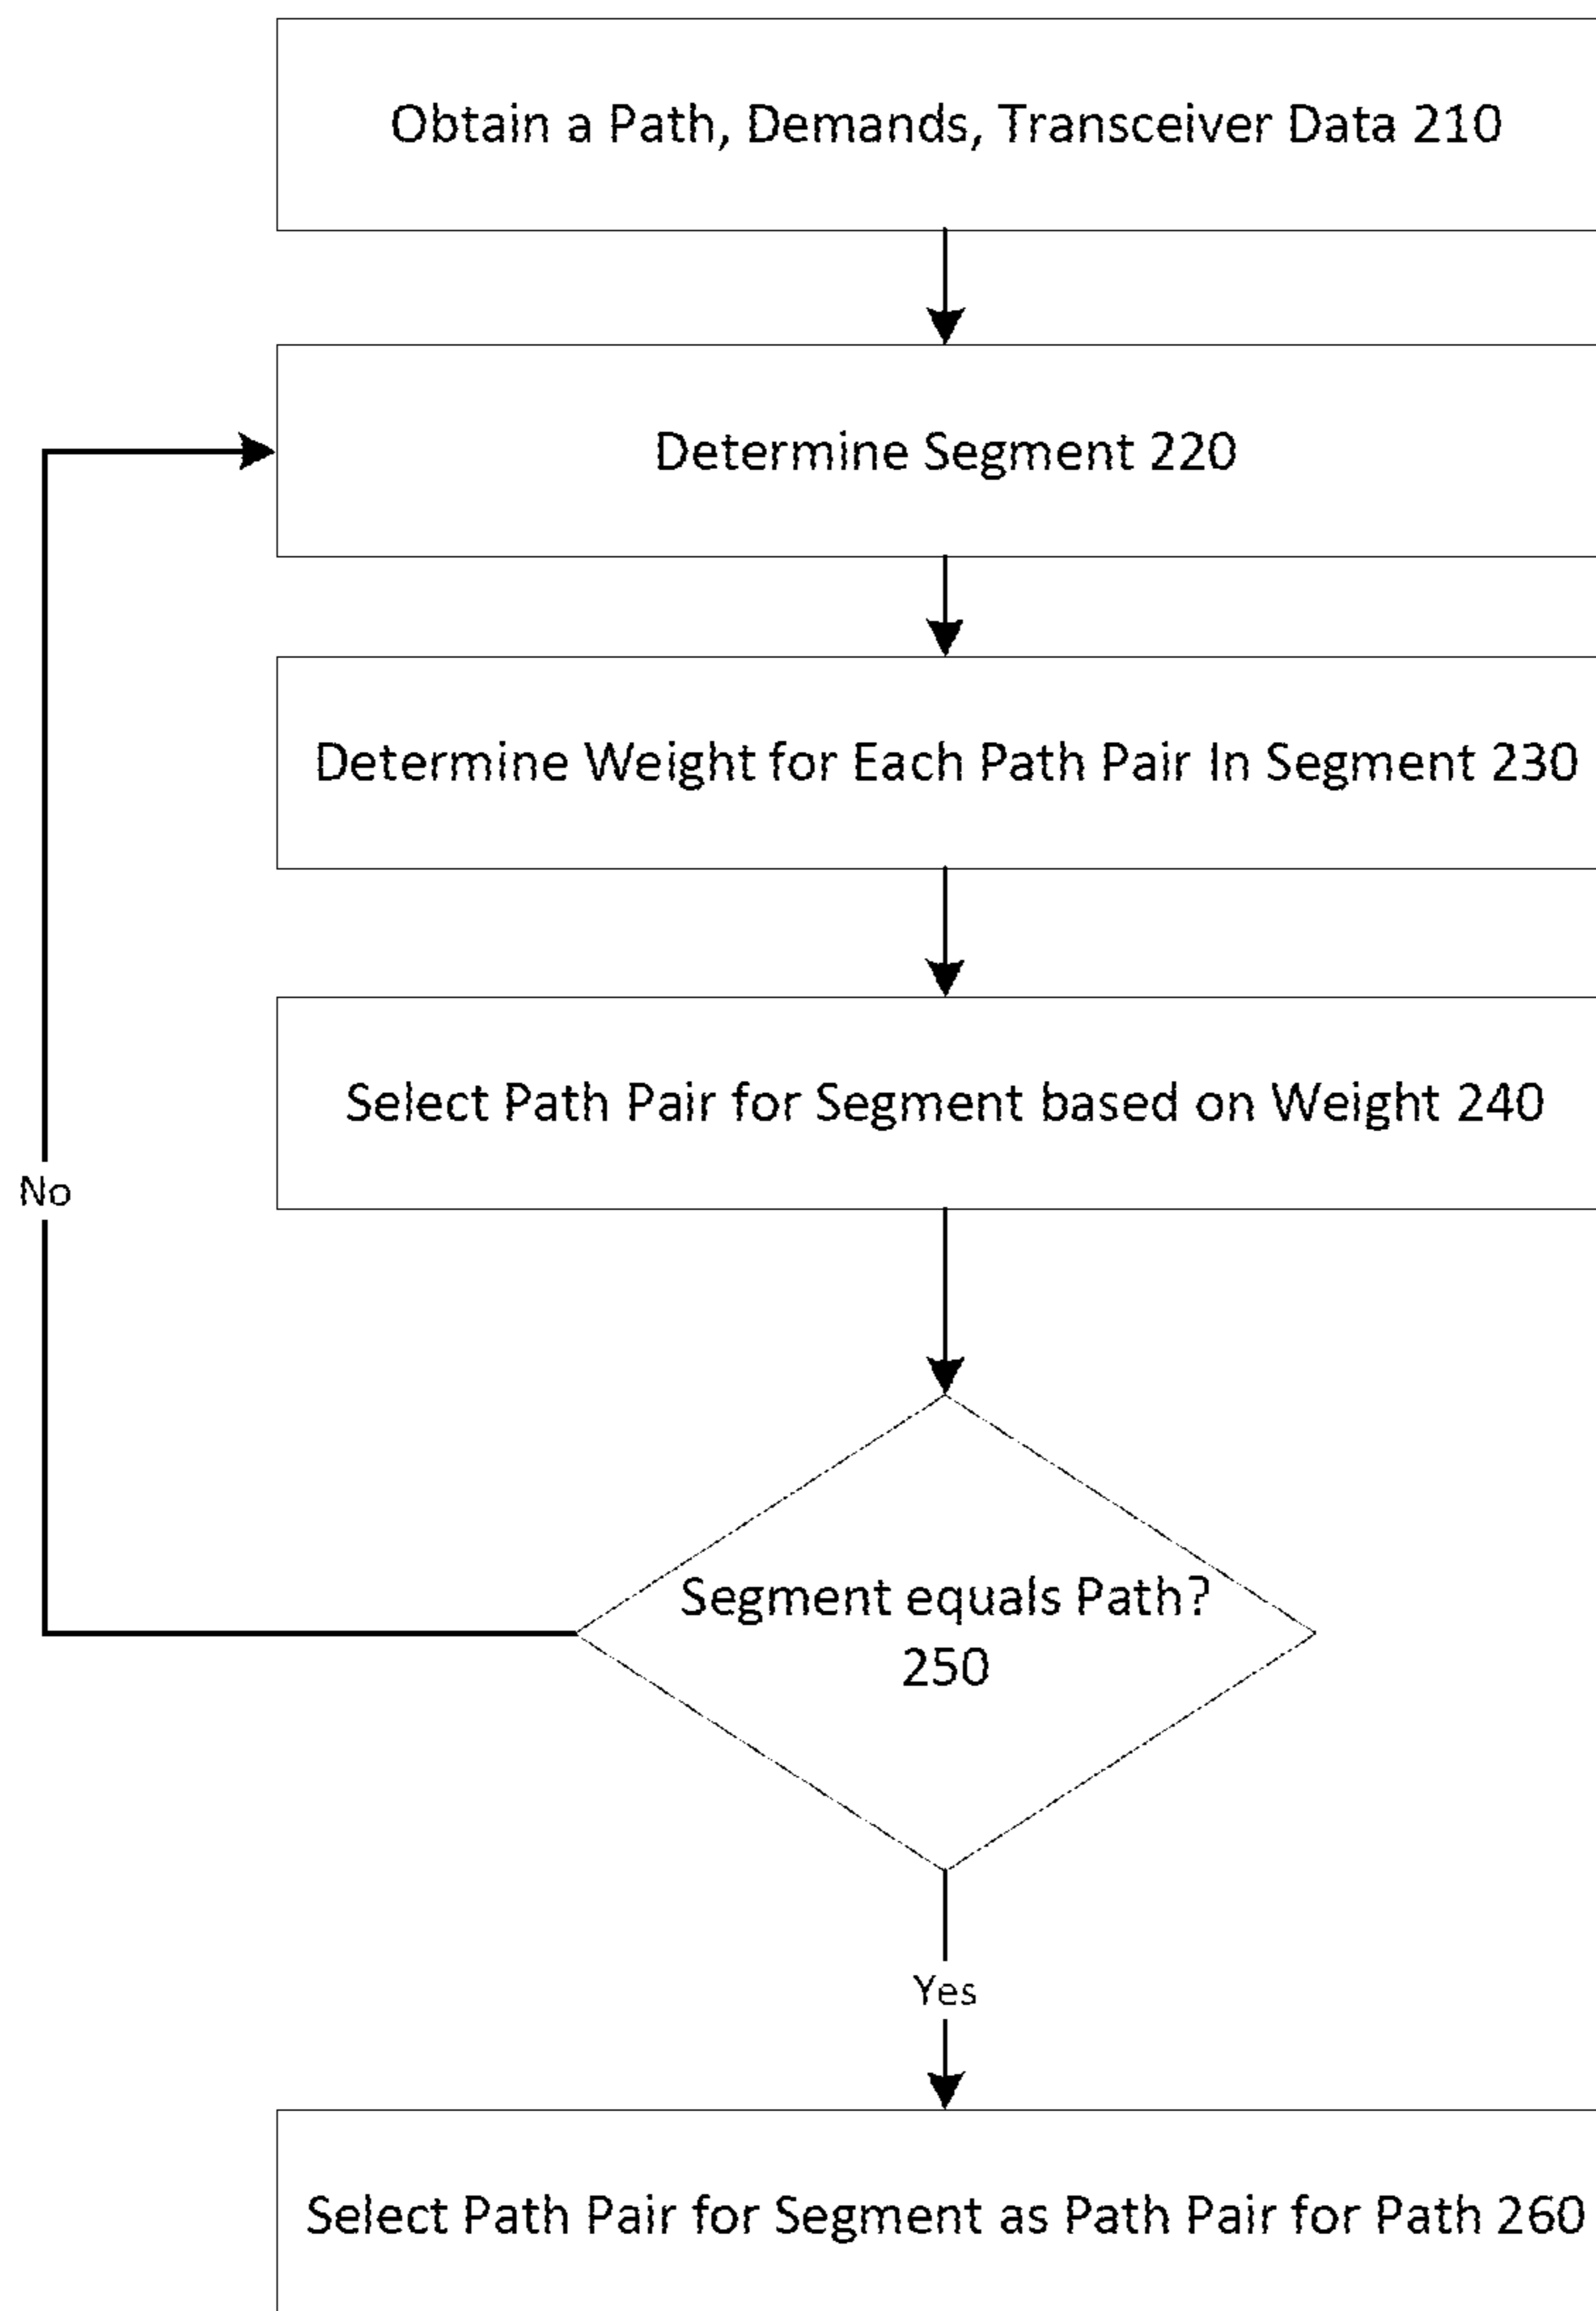 Obtain a Path, Demands, Transceiver Data 210
Determine Segment 220
Determine Weight for Each Path Pair In Segment 230
Select Path Pair for Segment based on Weight 240
No
Segment equals Path?
250
Yes
Select Path Pair for Segment as Path Pair for Path 260